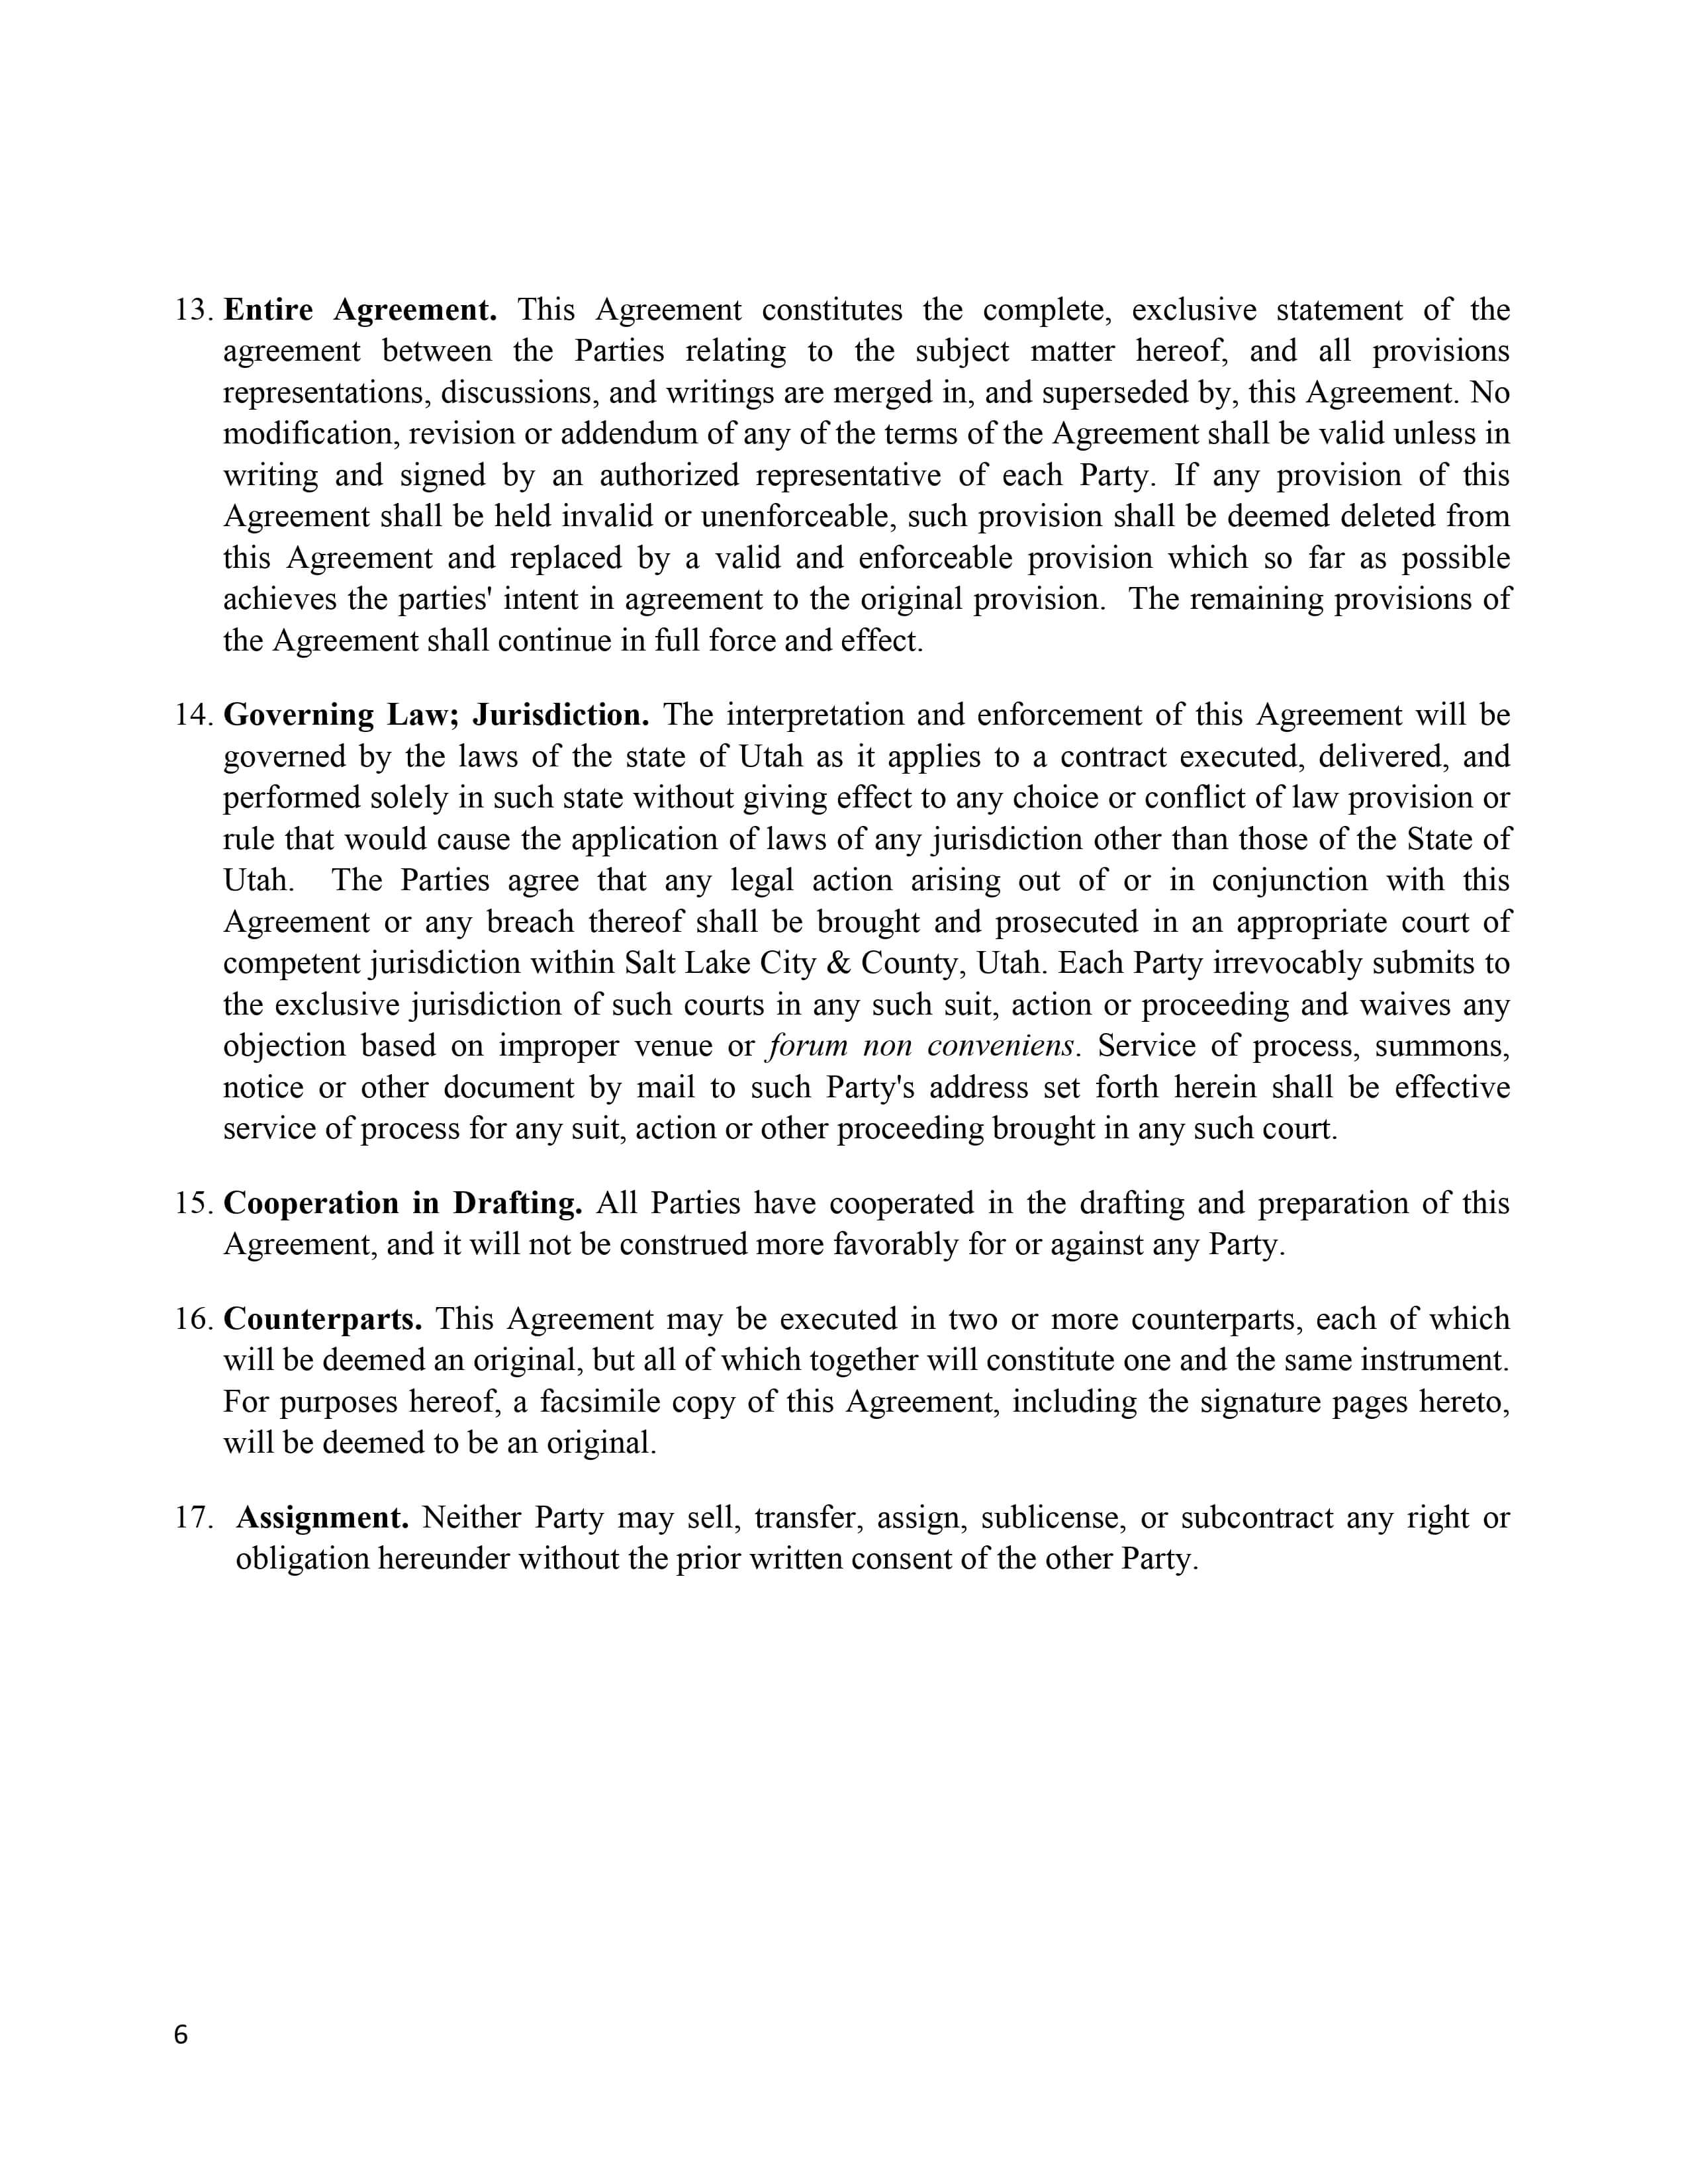 13. Entire Agreement. This Agreement constitutes the complete, exclusive statement of the
agreement between the Parties relating to the subject matter hereof, and all provisions
representations, discussions, and writings are merged in, and superseded by, this Agreement. No
modification, revision or addendum of any of the terms of the Agreement shall be valid unless in
writing and signed by an authorized representative of each Party. If any provision of this
Agreement shall be held invalid or unenforceable, such provision shall be deemed deleted from
this Agreement and replaced by a valid and enforceable provision which so far as possible
achieves the parties' intent in agreement to the original provision. The remaining provisions of
the Agreement shall continue in full force and effect.
14. Governing Law; Jurisdiction. The interpretation and enforcement of this Agreement will be
governed by the laws of the state of Utah as it applies to a contract executed, delivered, and
performed solely in such state without giving effect to any choice or conflict of law provision or
rule that would cause the application of laws of any jurisdiction other than those of the State of
Utah. The Parties agree that any legal action arising out of or in conjunction with this
Agreement or any breach thereof shall be brought and prosecuted in an appropriate court of
competent jurisdiction within Salt Lake City & County, Utah. Each Party irrevocably submits to
the exclusive jurisdiction of such courts in any such suit, action or proceeding and waives any
objection based on improper venue or forum non conveniens. Service of process, summons,
notice or other document by mail to such Party's address set forth herein shall be effective
service of process for any suit, action or other proceeding brought in any such court.
15. Cooperation in Drafting. All Parties have cooperated in the drafting and preparation of this
Agreement, and it will not be construed more favorably for or against any Party.
16. Counterparts. This Agreement may be executed in two or more counterparts, each of which
will be deemed an original, but all of which together will constitute one and the same instrument.
For purposes hereof, a facsimile copy of this Agreement, including the signature pages hereto,
will be deemed to be an original.
17. Assignment. Neither Party may sell, transfer, assign, sublicense, or subcontract any right or
obligation hereunder without the prior written consent of the other Party.
6